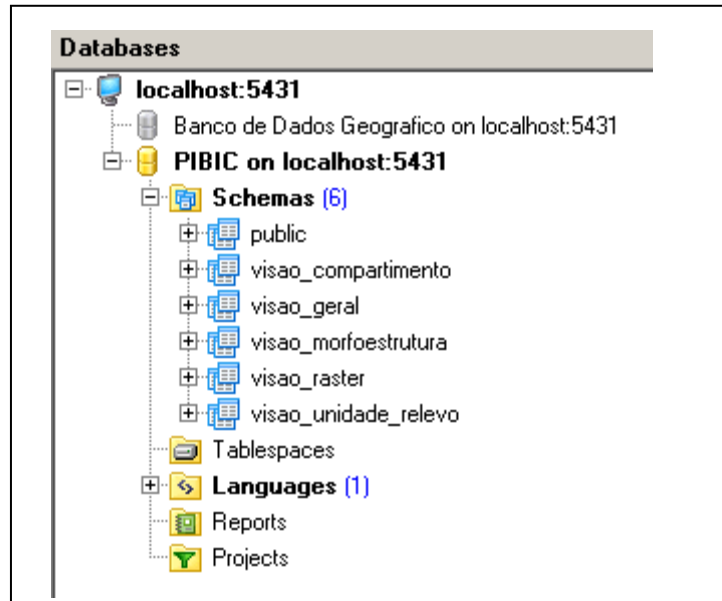 Databases
localhost:5431
Banco de Dados Geografico on localhost:5431
PIBIC on localhost:5431
Schemas (6)
public
visao_compartimento
visao_geral
visao_morfoestrutura
visao_raster
visao_unidade_relevo
Tablespaces
Languages (1)
Reports
Projects